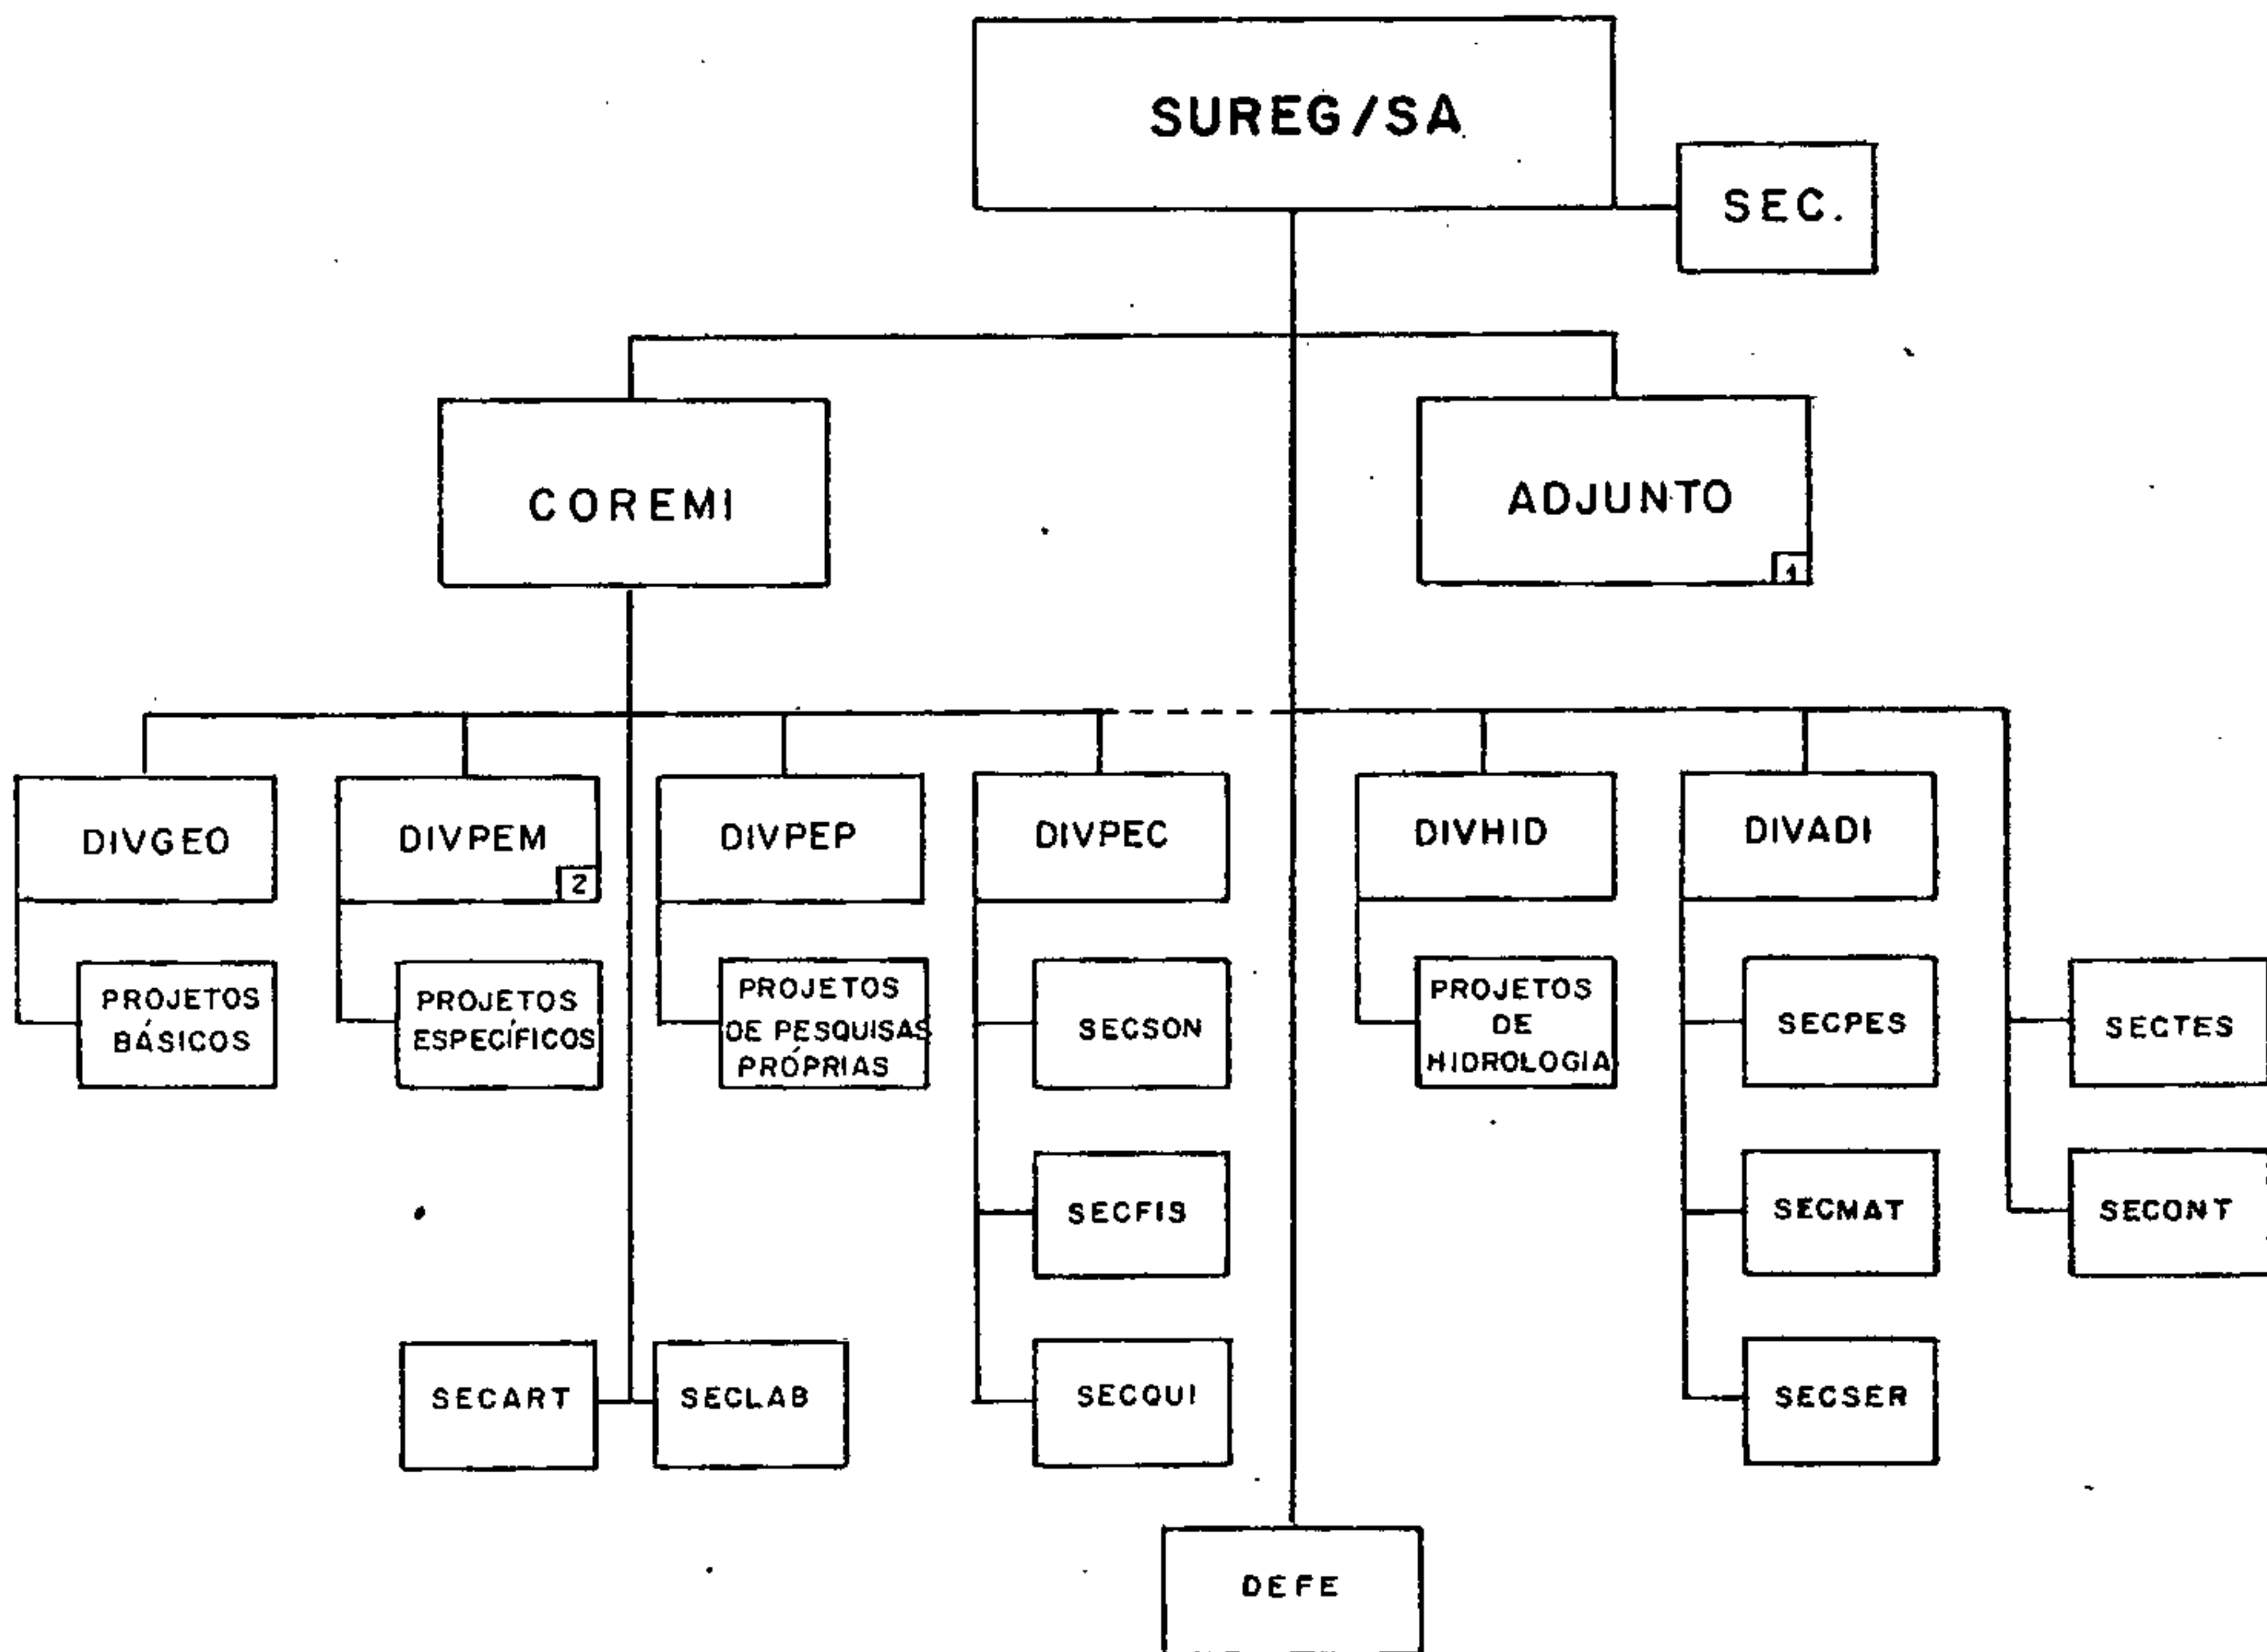 SUREG/SA
SEC.
COREMI
ADJUNTO
1
DIVGEO
DIVPEM
2
DIVPEP
DIVPEC
DIVHID
DIVADI
PROJETOS
BÁSICOS
PROJETOS
ESPECÍFICOS
PROJETOS
DE PESQUISAS
PRÓPRIAS
SECSON
PROJETOS
DE
HIDROLOGIA
SECPES
SECTES
SECFIS
SECMAT
SECONT
SECART
SECLAB
SECQUI
SECSER
DEFE